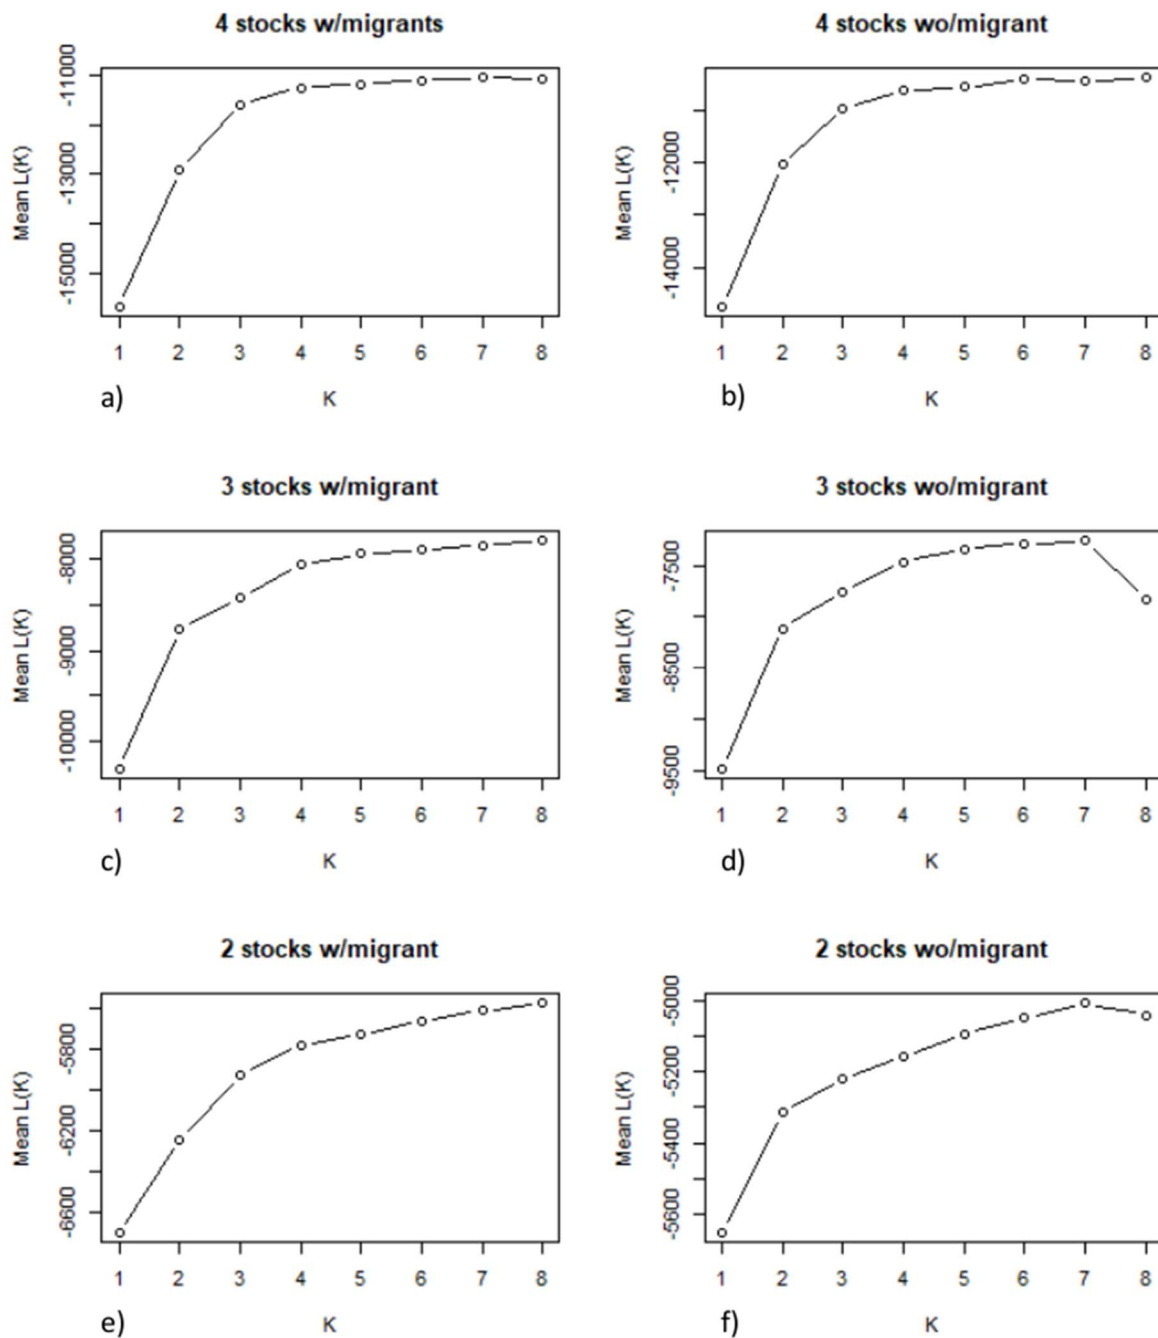 4 stocks w/migrants
Mean L(K)
-11000
-13000
-15000
1 2 3 4 5 6 7 8
a)
K
4 stocks wo/migrant
Mean L(K)
-12000
-14000
1 2 3 4 5 6 7 8
b)
K
3 stocks w/migrant
Mean L(K)
-8000
-9000
-10000
1 2 3 4 5 6 7 8
c)
K
3 stocks wo/migrant
Mean L(K)
-7500
-8500
-9500
1 2 3 4 5 6 7 8
d)
K
2 stocks w/migrant
Mean L(K)
-5800
-6200
-6600
1 2 3 4 5 6 7 8
e)
K
2 stocks wo/migrant
Mean L(K)
-5000
-5200
-5400
-5600
1 2 3 4 5 6 7 8
f)
K